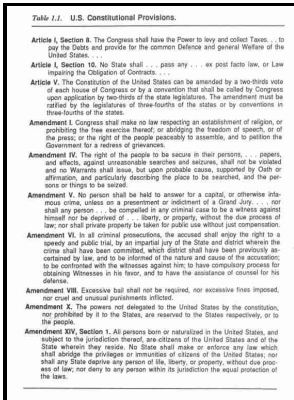 Table 1.1. U.S. Constitutional Provisions.
Article I, Section 8. The Congress shall have the Power to levy and collect Taxes. . . to
pay the Debts and provide for the common Defence and general Welfare of the
United States. . . .
Article I, Section 10. No State shall . . . pass any . . . ex post facto law, or Law
impairing the Obligation of Contracts. . . .
Article V. The Constitution of the United States can be amended by a two-thirds vote
of each house of Congress or by a convention that shall be called by Congress
upon application by two-thirds of the state legislatures. The amendment must be
ratified by the legislatures of three-fourths of the states or by conventions in
three-fourths of the states.
Amendment I. Congress shall make no law respecting an establishment of religion, or
prohibiting the free exercise thereof; or abridging the freedom of speech, or of
the press; or the right of the people peaceably to assemble, and to petition the
Government for a redress of grievances.
Amendment IV. The right of the people to be secure in their persons, . . . papers,
and effects, against unreasonable searches and seizures, shall not be violated
and no Warrants shall issue, but upon probable cause, supported by Oath or
affirmation, and particularly describing the place to be searched, and the per-
sons or things to be seized.
Amendment V. No person shall be held to answer for a capital, or otherwise infa-
mous crime, unless on a presentment or indictment of a Grand Jury. . . , nor
shall any person . . . be compelled in any criminal case to be a witness against
himself nor be deprived of . . . liberty, or property, without the due process of
law; nor shall private property be taken for public use without just compensation.
Amendment VI. In all criminal prosecutions, the accused shall enjoy the right to a
speedy and public trial, by an impartial jury of the State and district wherein the
crime shall have been committed, which district shall have been previously as-
certained by law, and to be informed of the nature and cause of the accusation;
to be confronted with the witnesses against him; to have compulsory process for
obtaining Witnesses in his favor, and to have the assistance of counsel for his
defense.
Amendment VIII. Excessive bail shall not be required, nor excessive fines imposed,
nor cruel and unusual punishments inflicted.
Amendment X. The powers not delegated to the United States by the constitution,
nor prohibited by it to the States, are reserved to the States respectively, or to
the people.
Amendment XIV, Section 1. All persons born or naturalized in the United States, and
subject to the jurisdiction thereof, are citizens of the United States and of the
State wherein they reside. No State shall make or enforce any law which
shall abridge the privileges or immunities of citizens of the United States; nor
shall any State deprive any person of life, liberty, or property, without due proc-
ess of law; nor deny to any person within its jurisdiction the equal protection of
the laws.